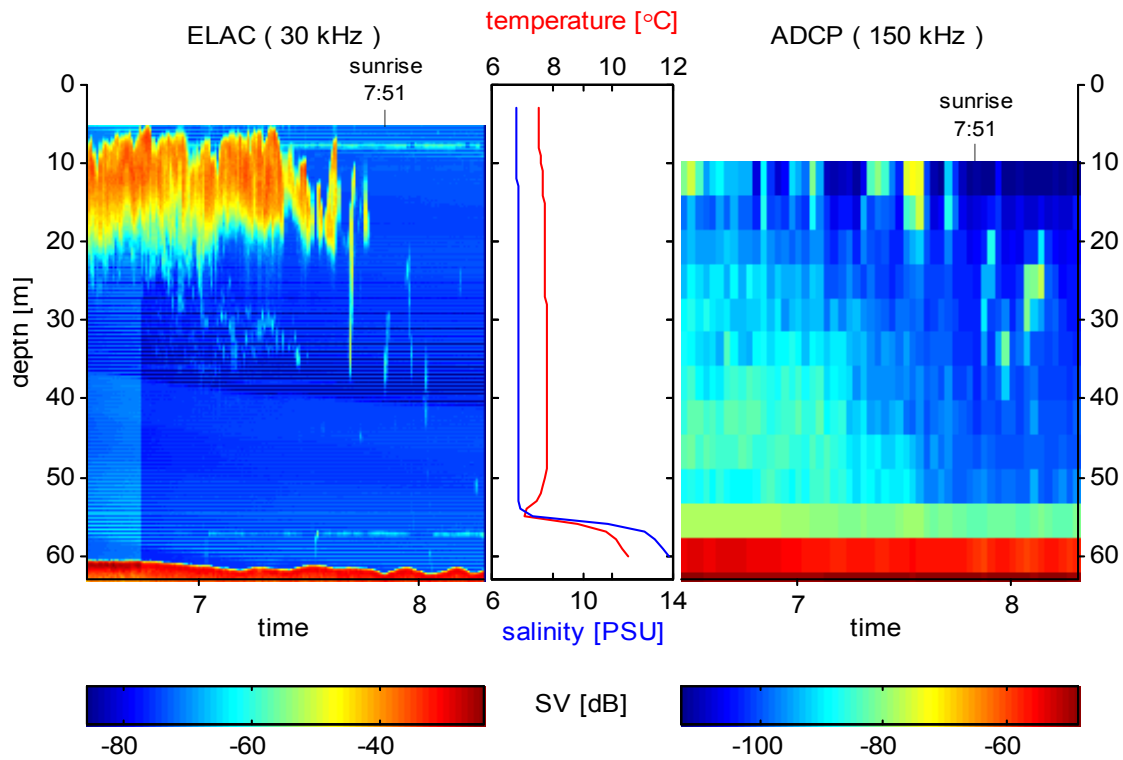 temperature [°C]
ELAC ( 30 kHz )
ADCP ( 150 kHz )
sunrise
7:51
6 8 10 12
sunrise
7:51
depth [m]
0
10
20
30
40
50
60
0
10
20
30
40
50
60
7 8
time
6 10 14
salinity [PSU]
7 8
time
SV [dB]
-80 -60 -40
-100 -80 -60